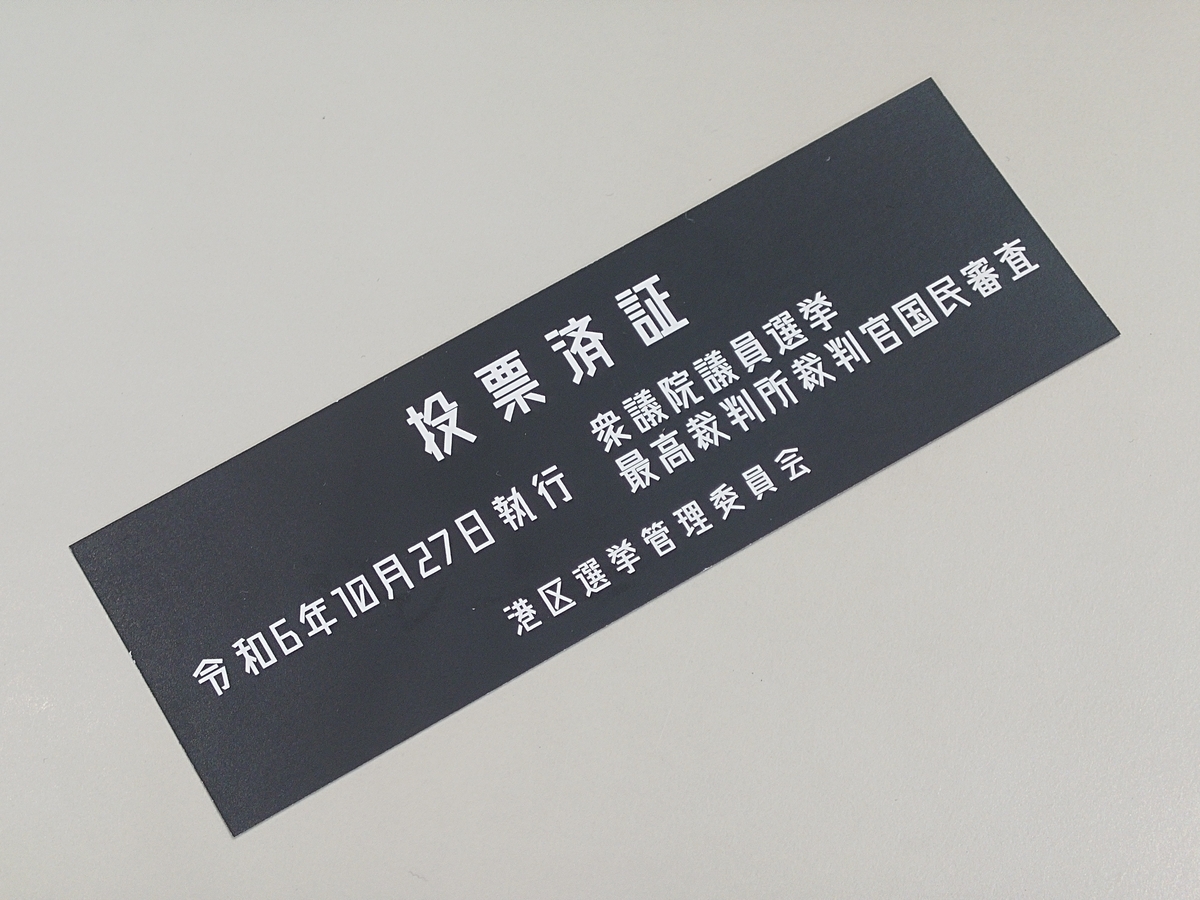 投票済証
令和6年10月27日執行
衆議院議員選挙
最高裁判所裁判官国民審査
港区選挙管理委員会